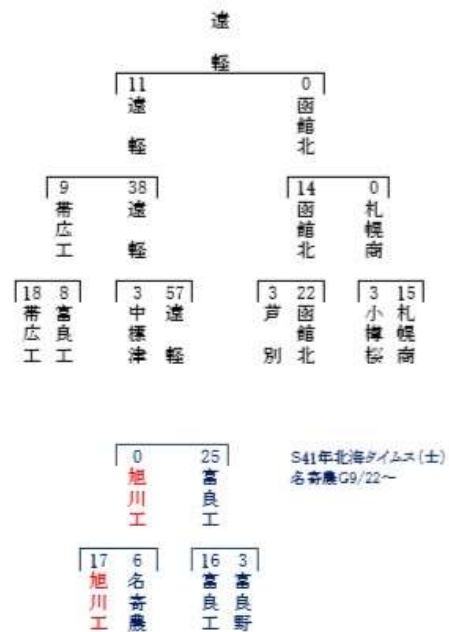 遠軽
11 0
遠軽 函館北
9 38 14 0
帯広工 遠軽 函館北 札幌商
18 8 3 57 3 22 3 15
帯広工 富良工 中標津 遠軽 芦別 函館北 小樽桜 札幌商
0 25
旭川工 富良工
S41年北海タイムス(士)
名寄農G9/22～
17 6 16 3
旭川工 名寄農 富良工 富良野